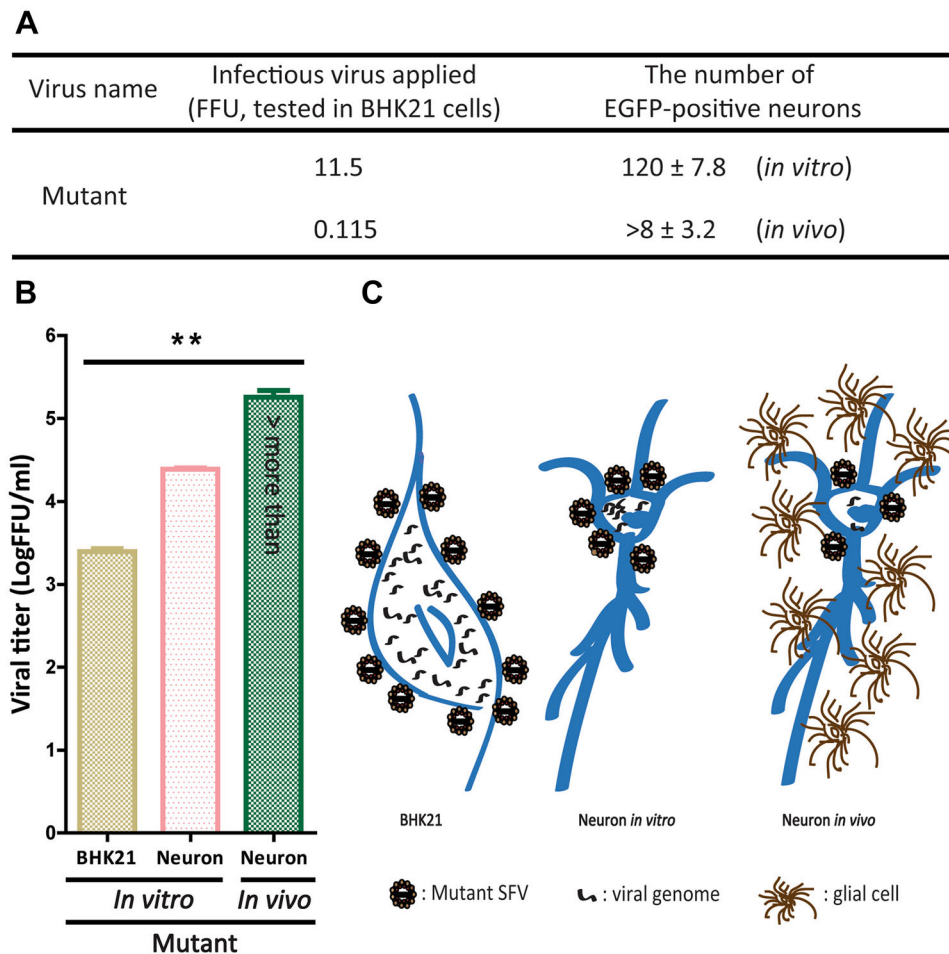 A
Virus name
Infectious virus applied
(FFU, tested in BHK21 cells)
The number of
EGFP-positive neurons
Mutant
11.5
120 ± 7.8 (in vitro)
0.115
>8 ± 3.2 (in vivo)
B
Viral titer (LogFFU/ml)
6
5
4
3
2
1
0
**
> more than
BHK21
Neuron
Neuron
In vitro
In vivo
Mutant
C
BHK21
Neuron in vitro
Neuron in vivo
: Mutant SFV
: viral genome
: glial cell